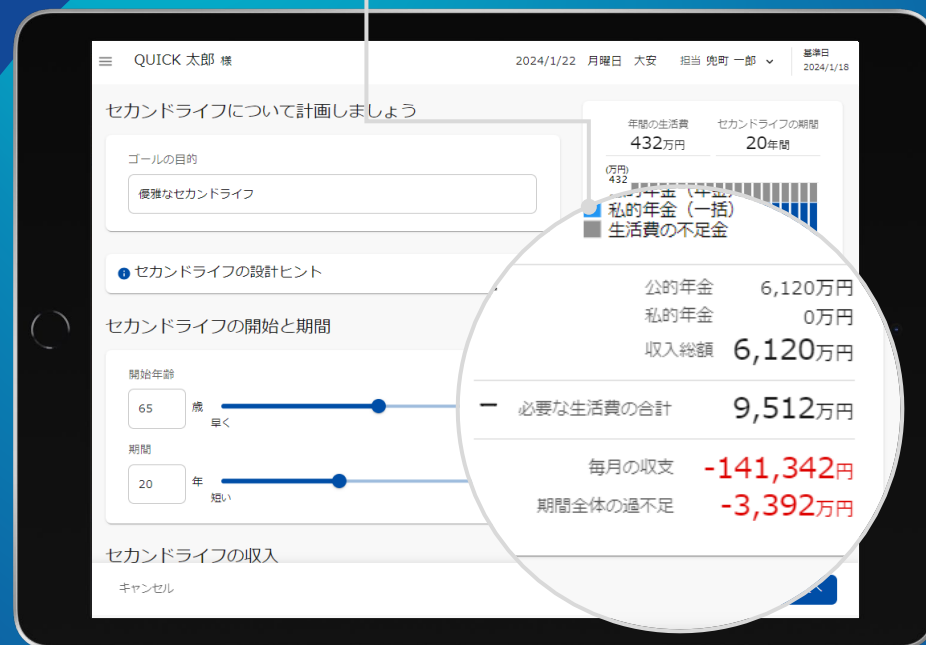 QUICK 太郎 様
2024/1/22 月曜日 大安 担当 兜町 一郎
基準日
2024/1/18
セカンドライフについて計画しましょう
ゴールの目的
優雅なセカンドライフ
セカンドライフの設計ヒント
セカンドライフの開始と期間
開始年齢
65 歳
早く
期間
20 年
短い
セカンドライフの収入
キャンセル
年間の生活費 セカンドライフの期間
432万円 20年間
(万円)
432
私的年金（一括）
生活費の不足金
公的年金 6,120万円
私的年金 0万円
収入総額 6,120万円
− 必要な生活費の合計 9,512万円
毎月の収支 -141,342円
期間全体の過不足 -3,392万円